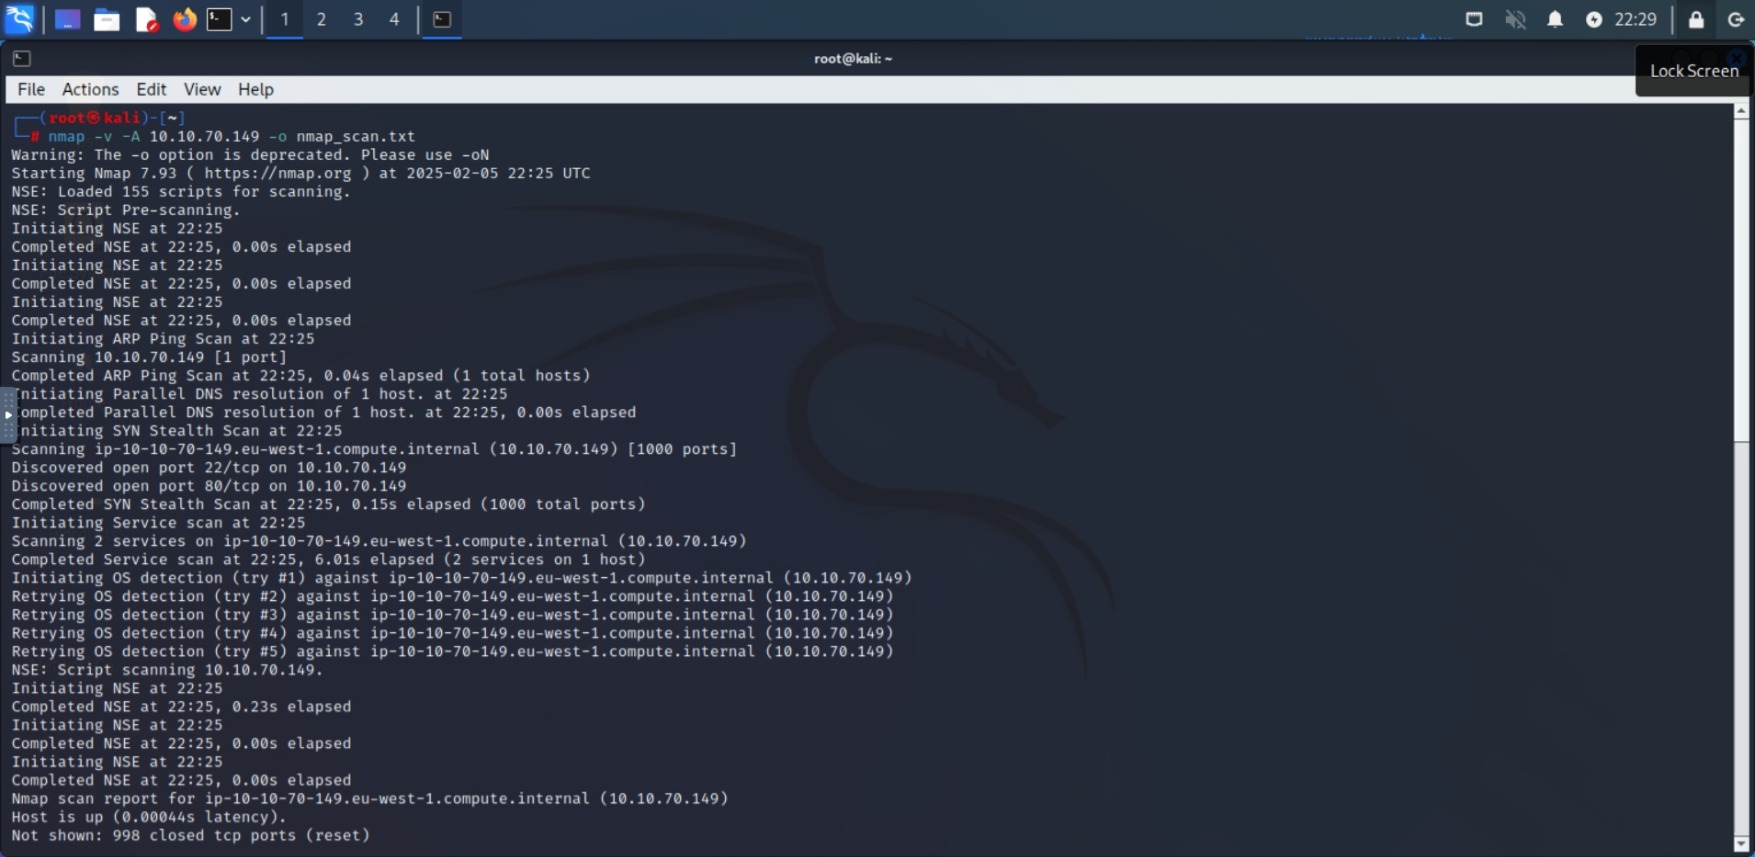 1 2 3 4 22:29
root@kali: ~
Lock Screen
File Actions Edit View Help
┌──(root㉿kali)-[~]
└─# nmap -v -A 10.10.70.149 -o nmap_scan.txt
Warning: The -o option is deprecated. Please use -oN
Starting Nmap 7.93 ( https://nmap.org ) at 2025-02-05 22:25 UTC
NSE: Loaded 155 scripts for scanning.
NSE: Script Pre-scanning.
Initiating NSE at 22:25
Completed NSE at 22:25, 0.00s elapsed
Initiating NSE at 22:25
Completed NSE at 22:25, 0.00s elapsed
Initiating NSE at 22:25
Completed NSE at 22:25, 0.00s elapsed
Initiating ARP Ping Scan at 22:25
Scanning 10.10.70.149 [1 port]
Completed ARP Ping Scan at 22:25, 0.04s elapsed (1 total hosts)
nitiating Parallel DNS resolution of 1 host. at 22:25
ompleted Parallel DNS resolution of 1 host. at 22:25, 0.00s elapsed
nitiating SYN Stealth Scan at 22:25
Scanning ip-10-10-70-149.eu-west-1.compute.internal (10.10.70.149) [1000 ports]
Discovered open port 22/tcp on 10.10.70.149
Discovered open port 80/tcp on 10.10.70.149
Completed SYN Stealth Scan at 22:25, 0.15s elapsed (1000 total ports)
Initiating Service scan at 22:25
Scanning 2 services on ip-10-10-70-149.eu-west-1.compute.internal (10.10.70.149)
Completed Service scan at 22:25, 6.01s elapsed (2 services on 1 host)
Initiating OS detection (try #1) against ip-10-10-70-149.eu-west-1.compute.internal (10.10.70.149)
Retrying OS detection (try #2) against ip-10-10-70-149.eu-west-1.compute.internal (10.10.70.149)
Retrying OS detection (try #3) against ip-10-10-70-149.eu-west-1.compute.internal (10.10.70.149)
Retrying OS detection (try #4) against ip-10-10-70-149.eu-west-1.compute.internal (10.10.70.149)
Retrying OS detection (try #5) against ip-10-10-70-149.eu-west-1.compute.internal (10.10.70.149)
NSE: Script scanning 10.10.70.149.
Initiating NSE at 22:25
Completed NSE at 22:25, 0.23s elapsed
Initiating NSE at 22:25
Completed NSE at 22:25, 0.00s elapsed
Initiating NSE at 22:25
Completed NSE at 22:25, 0.00s elapsed
Nmap scan report for ip-10-10-70-149.eu-west-1.compute.internal (10.10.70.149)
Host is up (0.00044s latency).
Not shown: 998 closed tcp ports (reset)